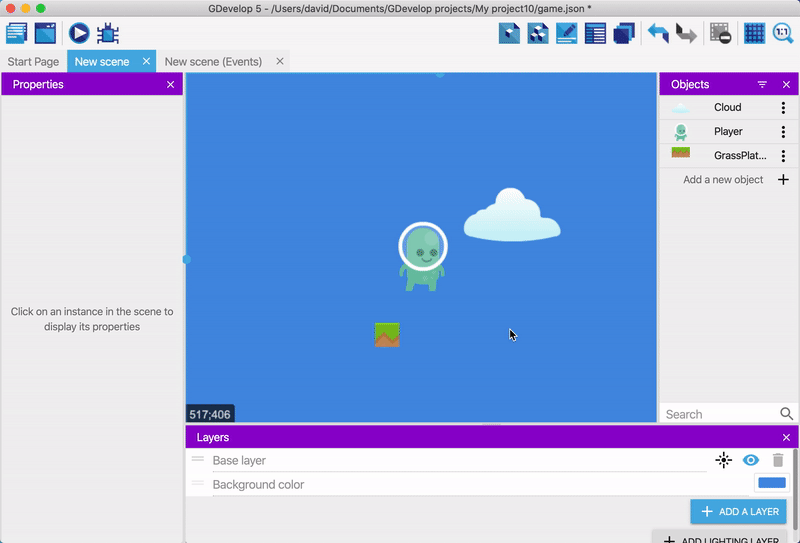 GDevelop 5 - /Users/david/Documents/GDevelop projects/My project10/game.json *
1:1
Start Page
New scene
New scene (Events)
Properties
Objects
Cloud
Player
GrassPlat...
Add a new object
Click on an instance in the scene to
display its properties
517;406
Search
Layers
Base layer
Background color
ADD A LAYER
ADD LIGHTING LAYER